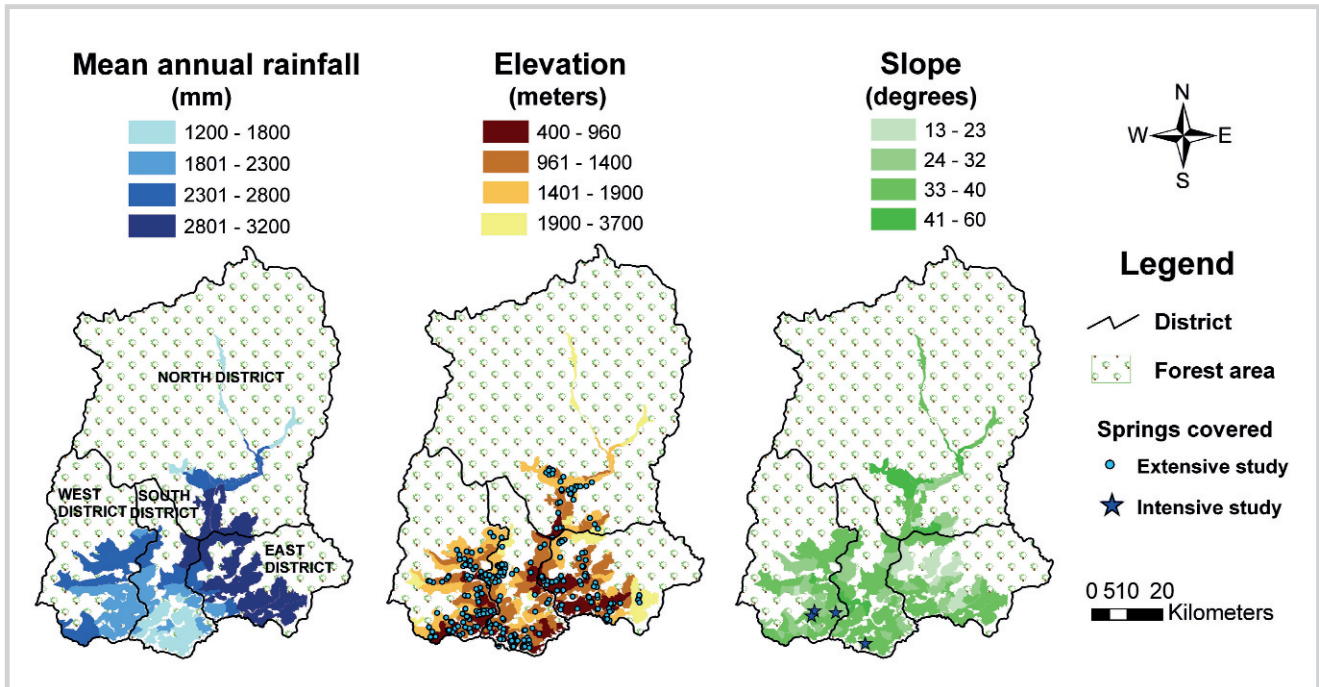 Mean annual rainfall
(mm)
1200 - 1800
1801 - 2300
2301 - 2800
2801 - 3200
Elevation
(meters)
400 - 960
961 - 1400
1401 - 1900
1900 - 3700
Slope
(degrees)
13 - 23
24 - 32
33 - 40
41 - 60
N
W E
S
NORTH DISTRICT
WEST
DISTRICT
SOUTH
DISTRICT
EAST
DISTRICT
Legend
District
Forest area
Springs covered
Extensive study
Intensive study
0 510 20
Kilometers